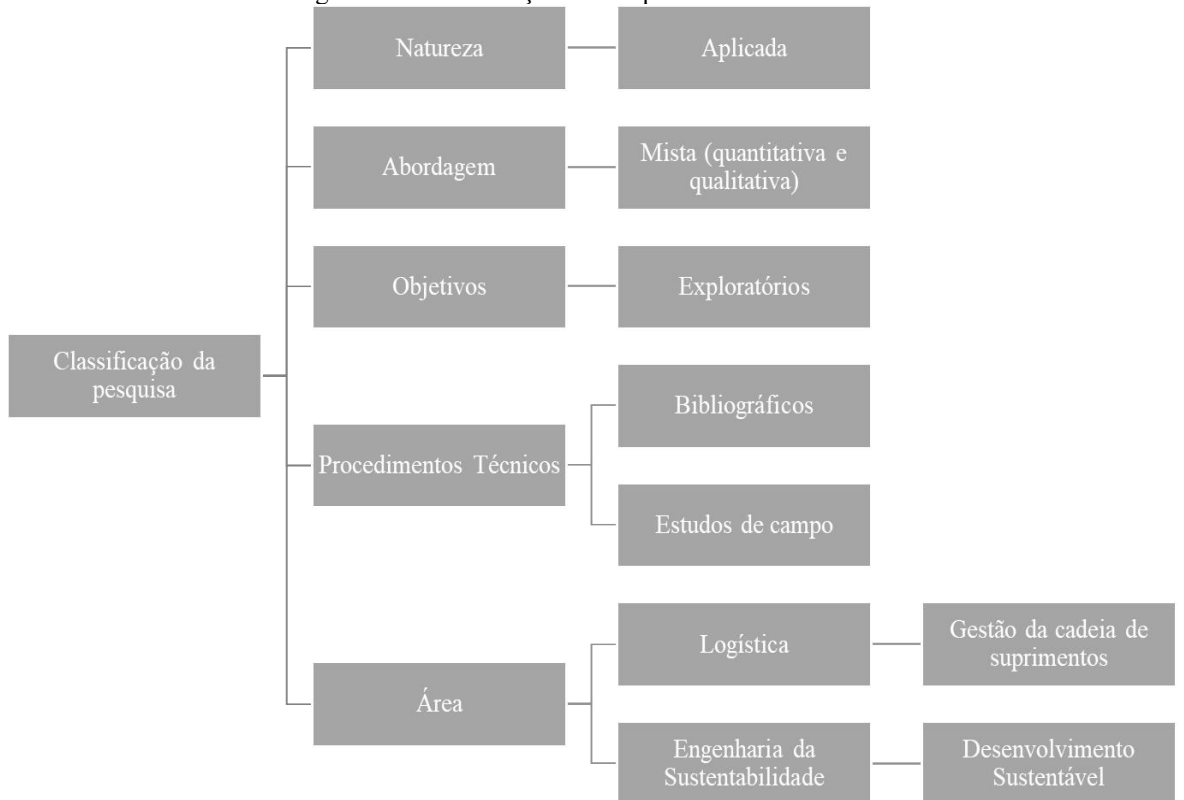 Natureza
Aplicada
Abordagem
Mista (quantitativa e
qualitativa)
Objetivos
Exploratórios
Classificação da
pesquisa
Procedimentos Técnicos
Bibliográficos
Estudos de campo
Área
Logística
Gestão da cadeia de
suprimentos
Engenharia da
Sustentabilidade
Desenvolvimento
Sustentável